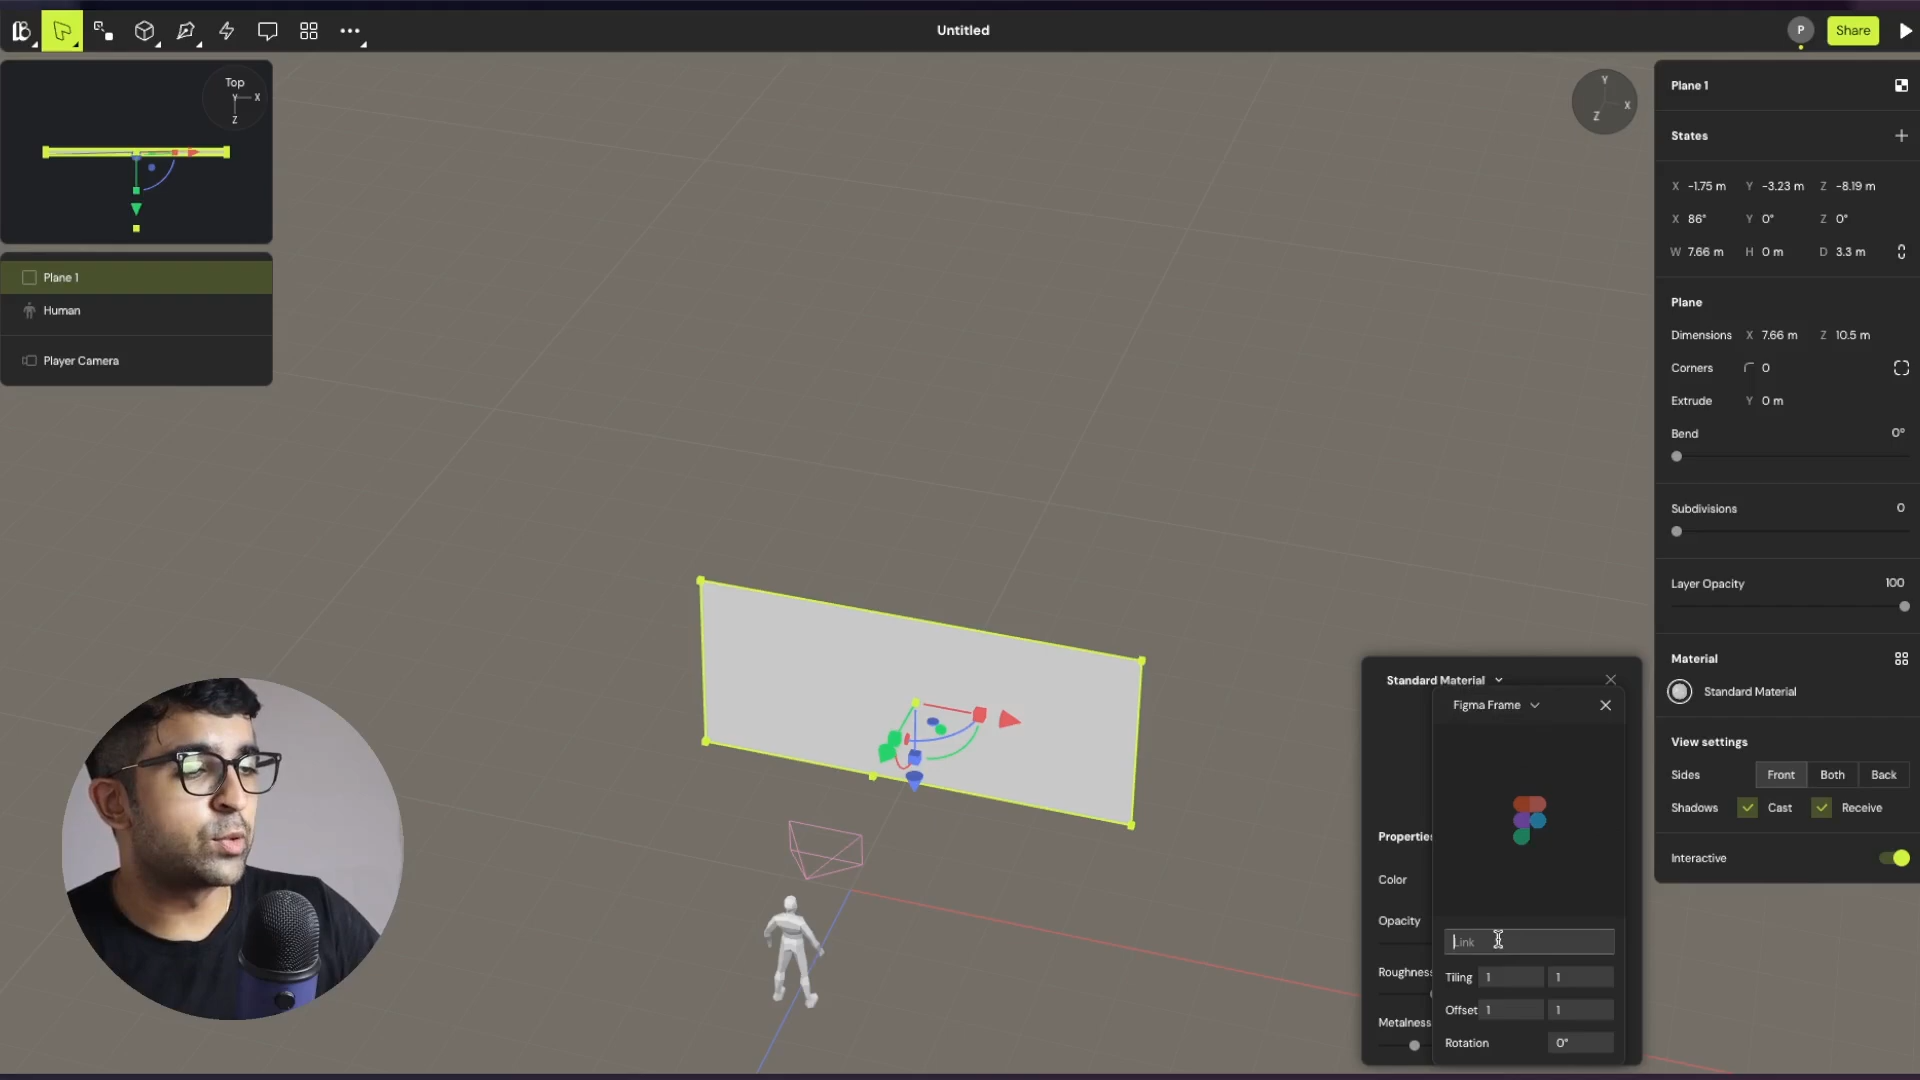 Untitled
P
Share
Top
Y X
Z
Y
X
Z
Plane 1
Human
Player Camera
Plane 1
States
X -1.75 m Y -3.23 m Z -8.19 m
X 86° Y 0° Z 0°
W 7.66 m H 0 m D 3.3 m
Plane
Dimensions X 7.66 m Z 10.5 m
Corners 0
Extrude Y 0 m
Bend 0°
Subdivisions 0
Layer Opacity 100
Material
Standard Material
View settings
Sides Front Both Back
Shadows Cast Receive
Interactive
Standard Material
Figma Frame
Properties
Color
Opacity
Roughness
Metalness
Link
Tiling 1 1
Offset 1 1
Rotation 0°